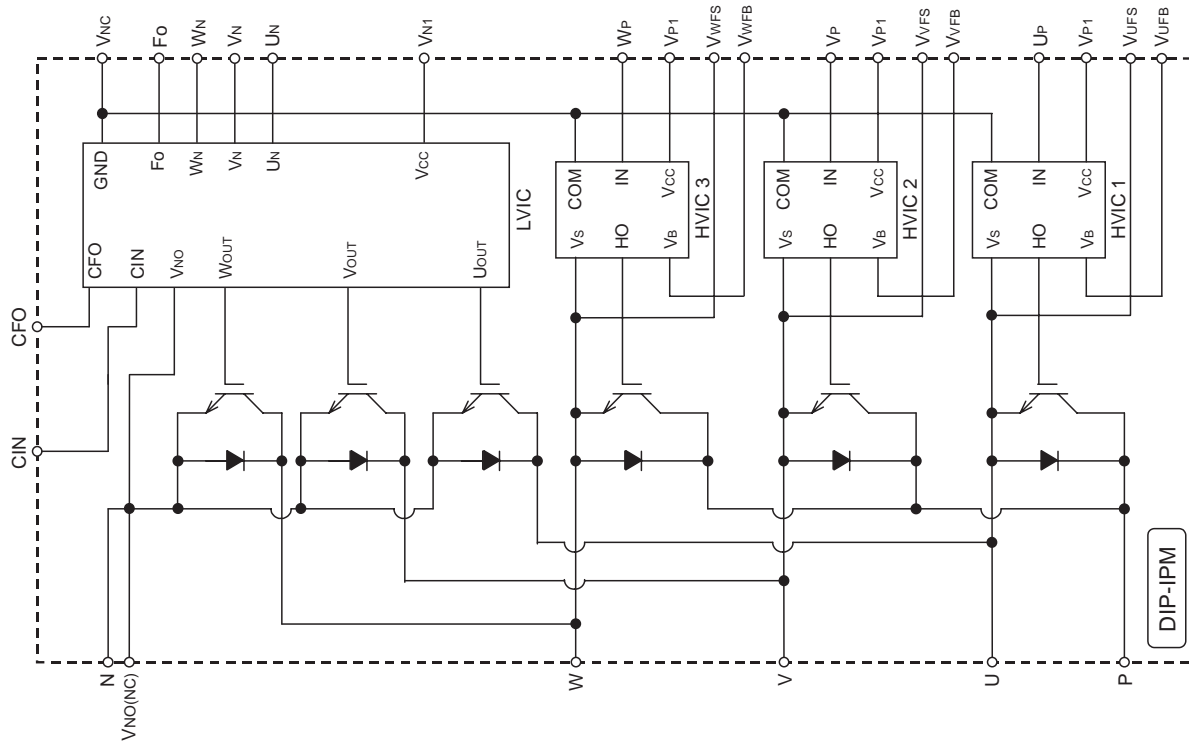 VNC
FO
WN
VN
UN
VN1
WP
VP1
VWFS
VWFB
VP
VP1
VVFS
VVFB
UP
VP1
VUFS
VUFB
GND
FO
WN
VN
UN
VCC
LVIC
CFO
CIN
VNO
WOUT
VOUT
UOUT
COM
IN
VCC
VS
HO
VB
HVIC 3
COM
IN
VCC
VS
HO
VB
HVIC 2
COM
IN
VCC
VS
HO
VB
HVIC 1
CFO
CIN
DIP-IPM
N
VNO(NC)
W
V
U
P